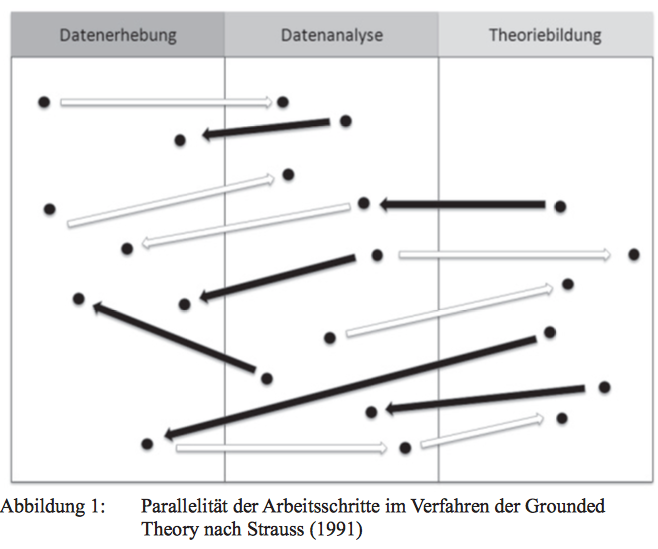 Datenerhebung
Datenanalyse
Theoriebildung
Abbildung 1: Parallelität der Arbeitsschritte im Verfahren der Grounded
Theory nach Strauss (1991)